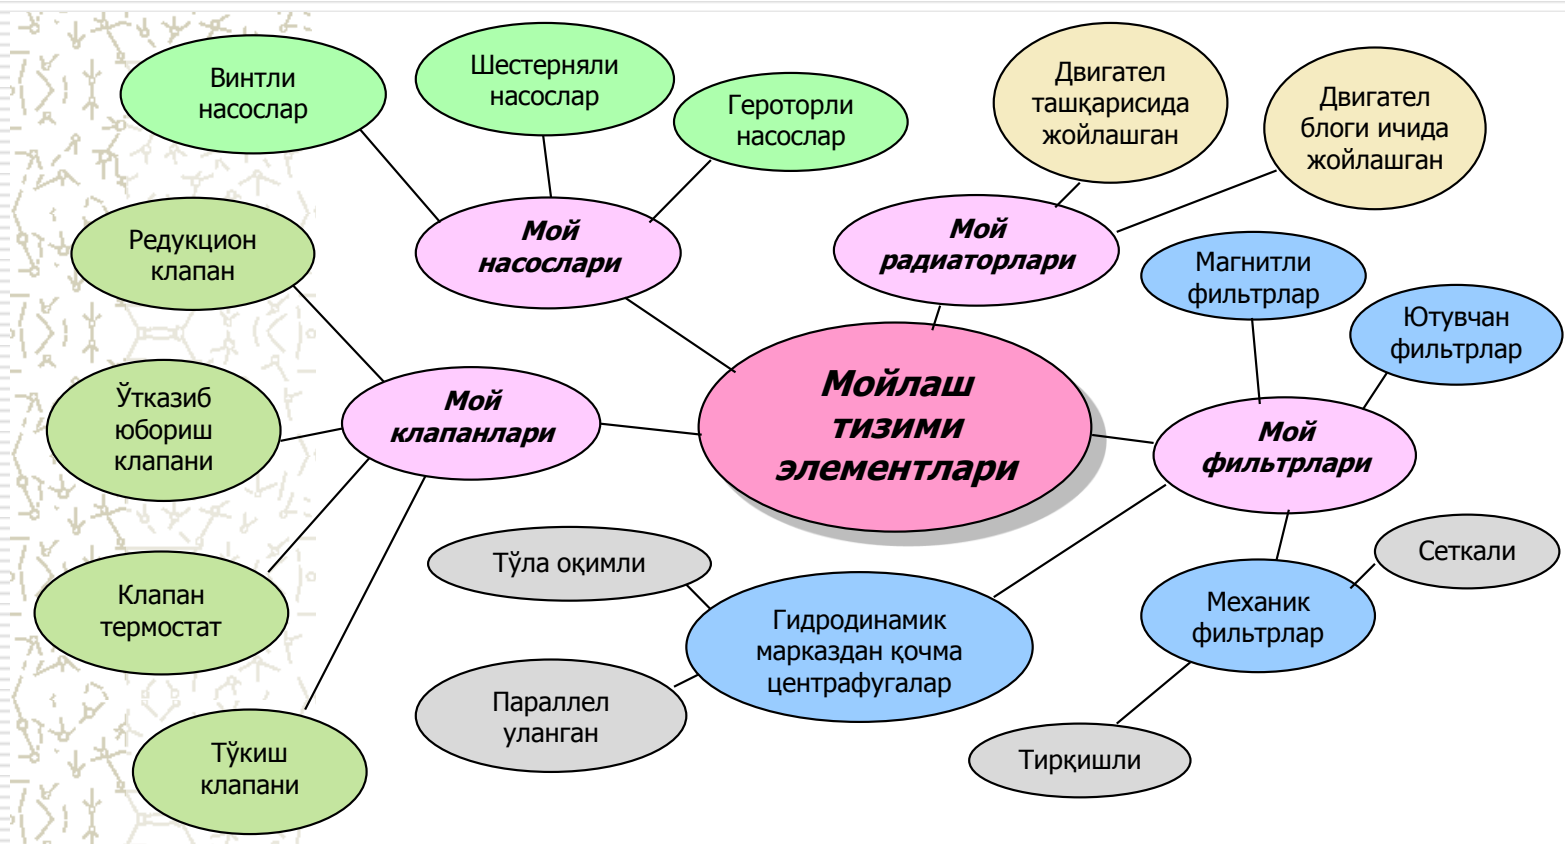 Винтли
насослар
Шестерняли
насослар
Героторли
насослар
Двигател
ташқарисида
жойлашган
Двигател
блоги ичида
жойлашган
Мой
насослари
Мой
радиаторлари
Редукцион
клапан
Магнитли
фильтрлар
Ютувчан
фильтрлар
Ўтказиб
юбориш
клапани
Мой
клапанлари
Мойлаш
тизими
элементлари
Мой
фильтрлари
Тўла оқимли
Сеткали
Клапан
термостат
Гидродинамик
марказдан қочма
центрафугалар
Механик
фильтрлар
Параллел
уланган
Тўкиш
клапани
Тирқишли